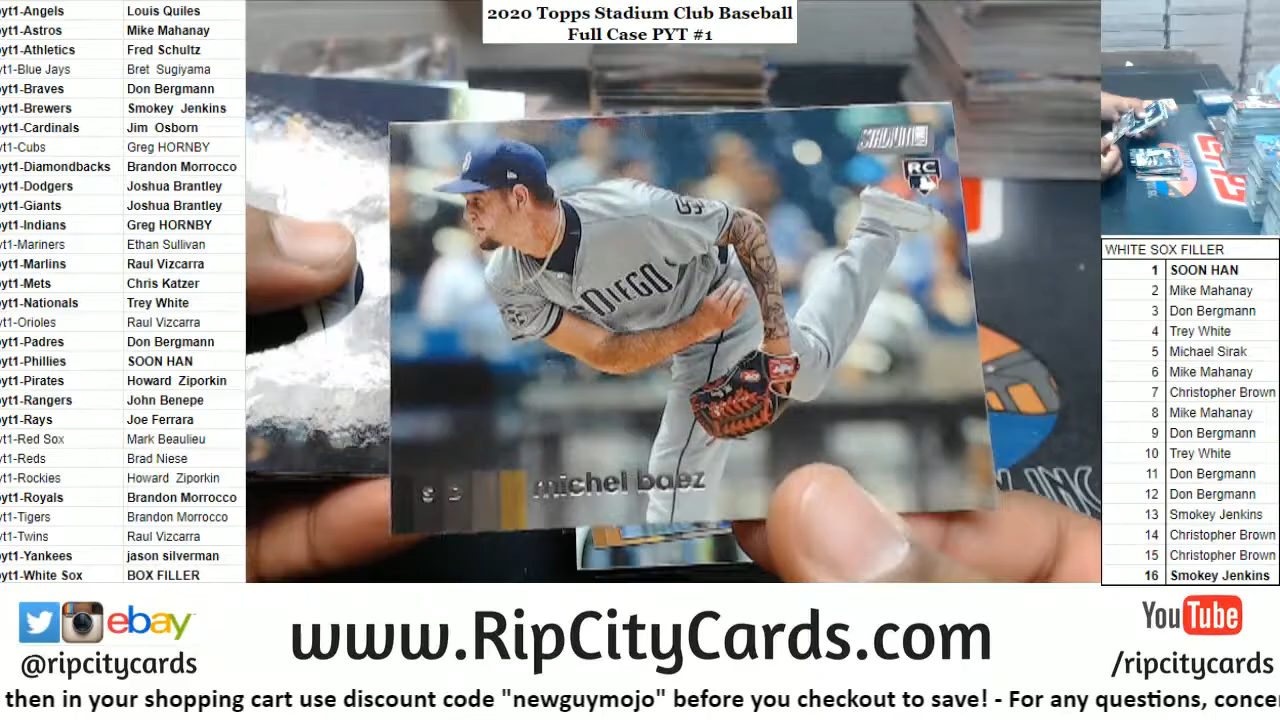 2020 Topps Stadium Club Baseball
Full Case PYT #1
yt1-Angels Louis Quiles
yt1-Astros Mike Mahanay
yt1-Athletics Fred Schultz
yt1-Blue Jays Bret Sugiyama
yt1-Braves Don Bergmann
yt1-Brewers Smokey Jenkins
yt1-Cardinals Jim Osborn
yt1-Cubs Greg HORNBY
yt1-Diamondbacks Brandon Morrocco
yt1-Dodgers Joshua Brantley
yt1-Giants Joshua Brantley
yt1-Indians Greg HORNBY
yt1-Mariners Ethan Sullivan
yt1-Marlins Raul Vizcarra
yt1-Mets Chris Katzer
yt1-Nationals Trey White
yt1-Orioles Raul Vizcarra
yt1-Padres Don Bergmann
yt1-Phillies SOON HAN
yt1-Pirates Howard Ziporkin
yt1-Rangers John Benepe
yt1-Rays Joe Ferrara
yt1-Red Sox Mark Beaulieu
yt1-Reds Brad Niese
yt1-Rockies Howard Ziporkin
yt1-Royals Brandon Morrocco
yt1-Tigers Brandon Morrocco
yt1-Twins Raul Vizcarra
yt1-Yankees jason silverman
yt1-White Sox BOX FILLER
STADIUM
RC
DIEGO
michel baez
WHITE SOX FILLER
1 SOON HAN
2 Mike Mahanay
3 Don Bergmann
4 Trey White
5 Michael Sirak
6 Mike Mahanay
7 Christopher Brown
8 Mike Mahanay
9 Don Bergmann
10 Trey White
11 Don Bergmann
12 Don Bergmann
13 Smokey Jenkins
14 Christopher Brown
15 Christopher Brown
16 Smokey Jenkins
ebay
@ripcitycards
www.RipCityCards.com
YouTube
/ripcitycards
then in your shopping cart use discount code "newguymojo" before you checkout to save! - For any questions, conce